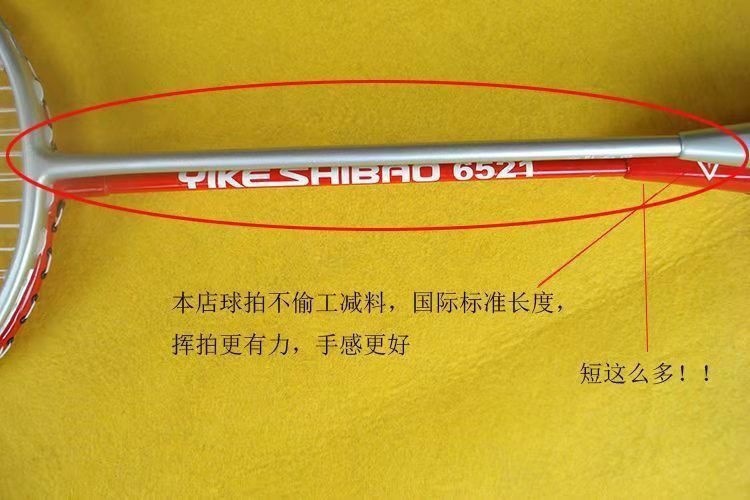 YIKESHIBAO 6521
本店球拍不偷工减料，国际标准长度，
挥拍更有力，手感更好
短这么多！！